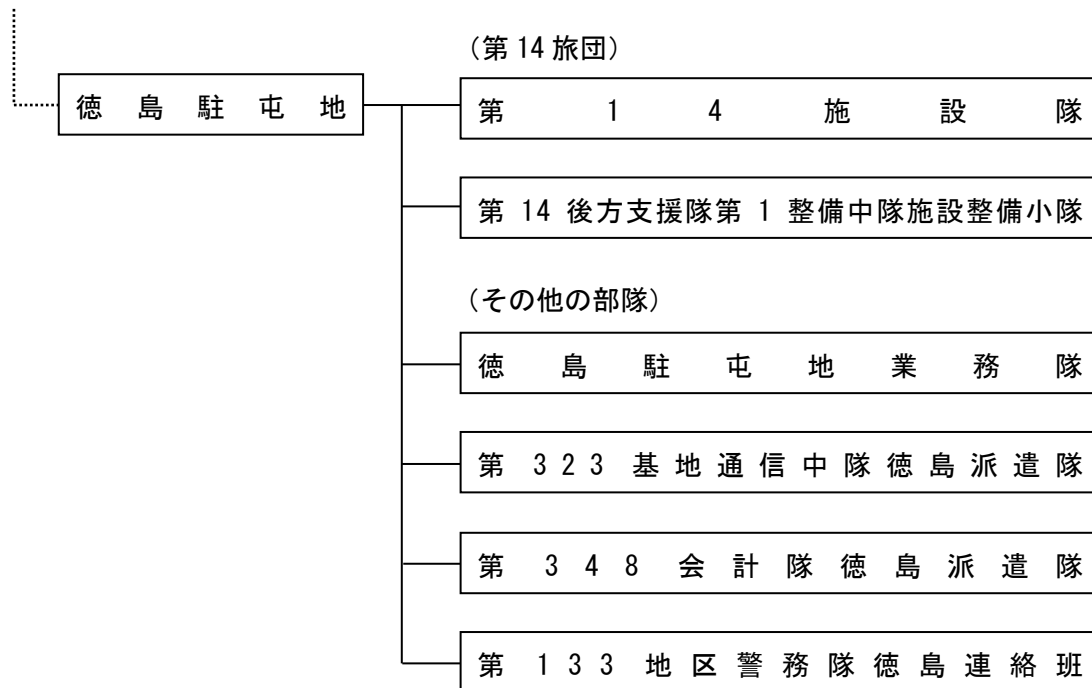 (第14旅団)
徳島駐屯地
第14施設隊
第14後方支援隊第1整備中隊施設整備小隊
(その他の部隊)
徳島駐屯地業務隊
第323基地通信中隊徳島派遣隊
第348会計隊徳島派遣隊
第133地区警務隊徳島連絡班